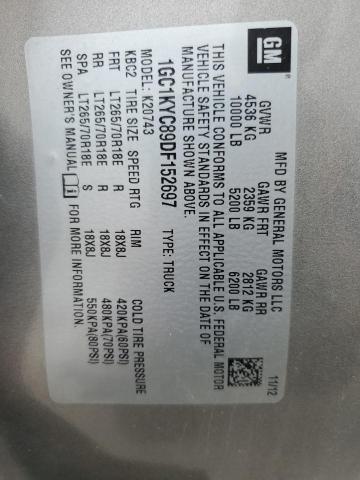 GM
MFD BY GENERAL MOTORS LLC
11/12
GVWR GAWR FRT GAWR RR
4536 KG 2359 KG 2812 KG
10000 LB 5200 LB 6200 LB
THIS VEHICLE CONFORMS TO ALL APPLICABLE U.S. FEDERAL MOTOR
VEHICLE SAFETY STANDARDS IN EFFECT ON THE DATE OF
MANUFACTURE SHOWN ABOVE.
1GC1KYC89DF152697 TYPE: TRUCK
MODEL: K20743
KBC2 TIRE SIZE SPEED RTG RIM COLD TIRE PRESSURE
FRT LT265/70R18E R 18X8J 420KPA(60PSI)
RR LT265/70R18E R 18X8J 480KPA(70PSI)
SPA LT265/70R18E S 18X8J 550KPA(80PSI)
SEE OWNER'S MANUAL FOR MORE INFORMATION.